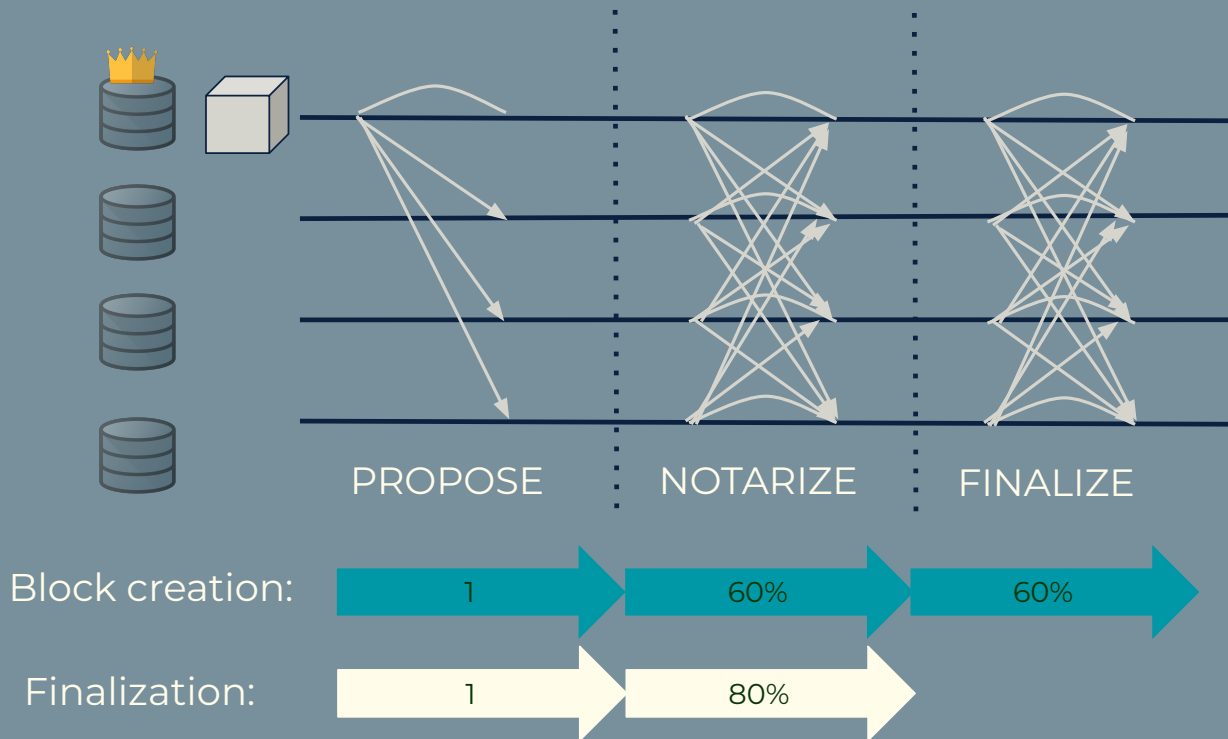 PROPOSE
NOTARIZE
FINALIZE
Block creation:
1
60%
60%
Finalization:
1
80%